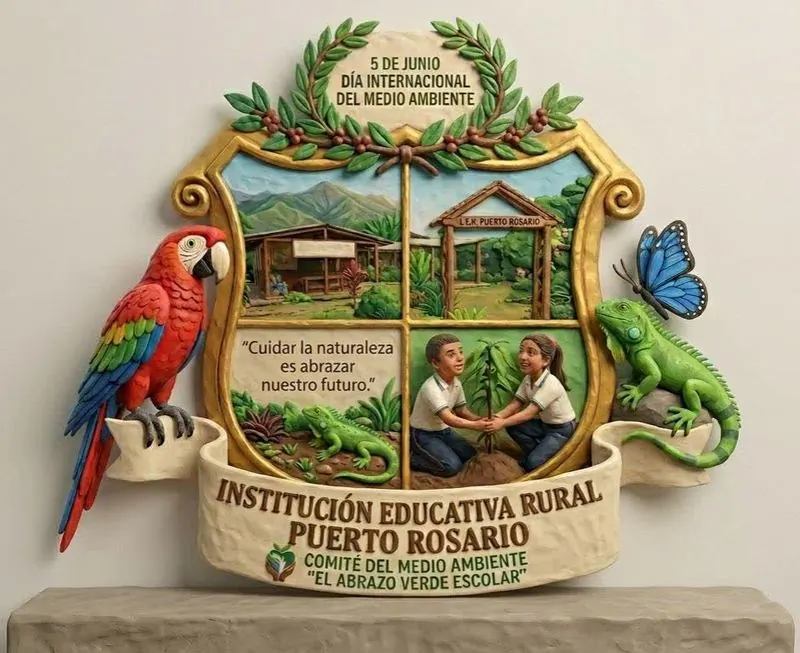 5 DE JUNIO
DÍA INTERNACIONAL
DEL MEDIO AMBIENTE
I.E.R. PUERTO ROSARIO
“Cuidar la naturaleza
es abrazar
nuestro futuro.”
INSTITUCIÓN EDUCATIVA RURAL
PUERTO ROSARIO
COMITÉ DEL MEDIO AMBIENTE
"EL ABRAZO VERDE ESCOLAR"